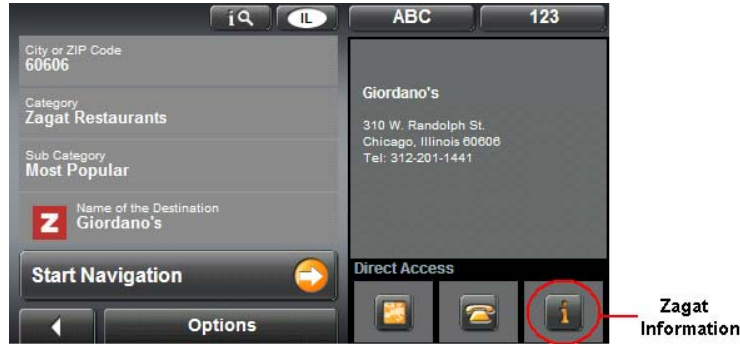 i
IL
ABC
123
City or ZIP Code
60606
Category
Zagat Restaurants
Sub Category
Most Popular
Z
Name of the Destination
Giordano's
Start Navigation
Options
Giordano's
310 W. Randolph St.
Chicago, Illinois 60606
Tel: 312-201-1441
Direct Access
i
Zagat
Information